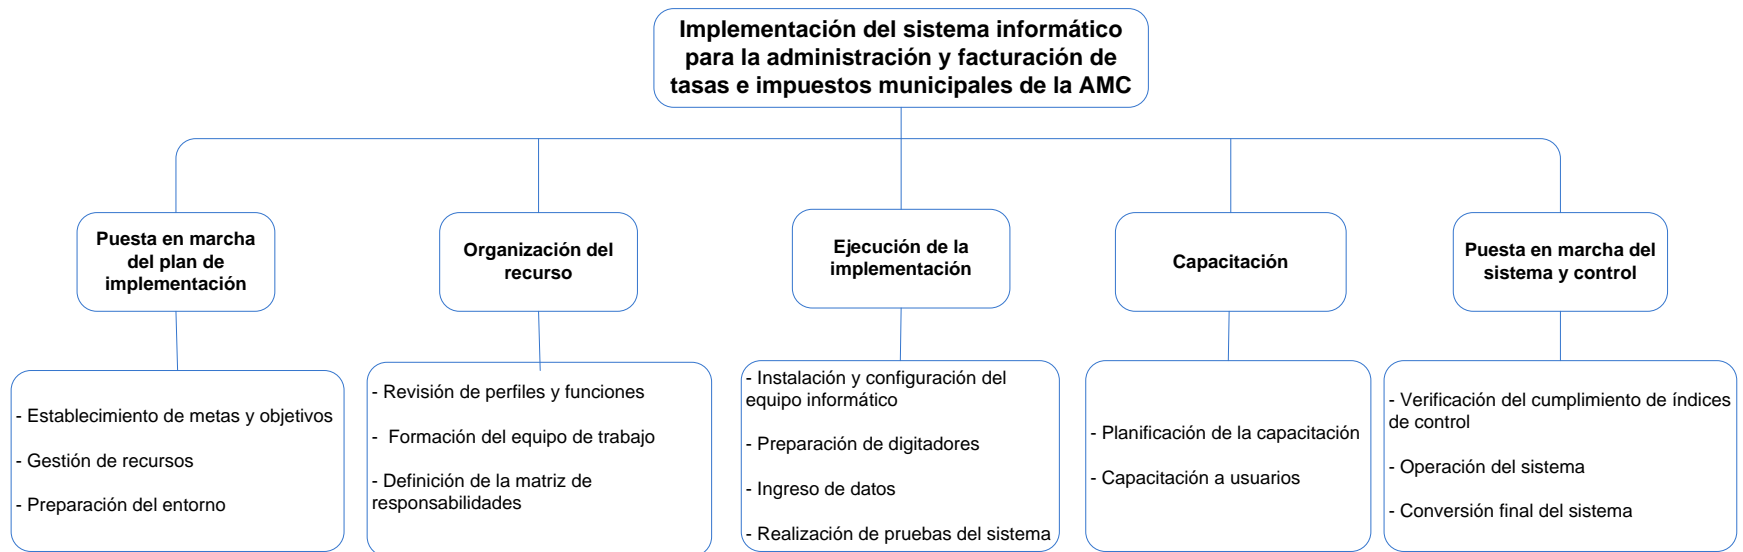 Implementación del sistema informático
para la administración y facturación de
tasas e impuestos municipales de la AMC
Puesta en marcha
del plan de
implementación
Organización del
recurso
Ejecución de la
implementación
Capacitación
Puesta en marcha del
sistema y control
- Establecimiento de metas y objetivos
- Gestión de recursos
- Preparación del entorno
- Revisión de perfiles y funciones
- Formación del equipo de trabajo
- Definición de la matriz de
responsabilidades
- Instalación y configuración del
equipo informático
- Preparación de digitadores
- Ingreso de datos
- Realización de pruebas del sistema
- Planificación de la capacitación
- Capacitación a usuarios
- Verificación del cumplimiento de índices
de control
- Operación del sistema
- Conversión final del sistema